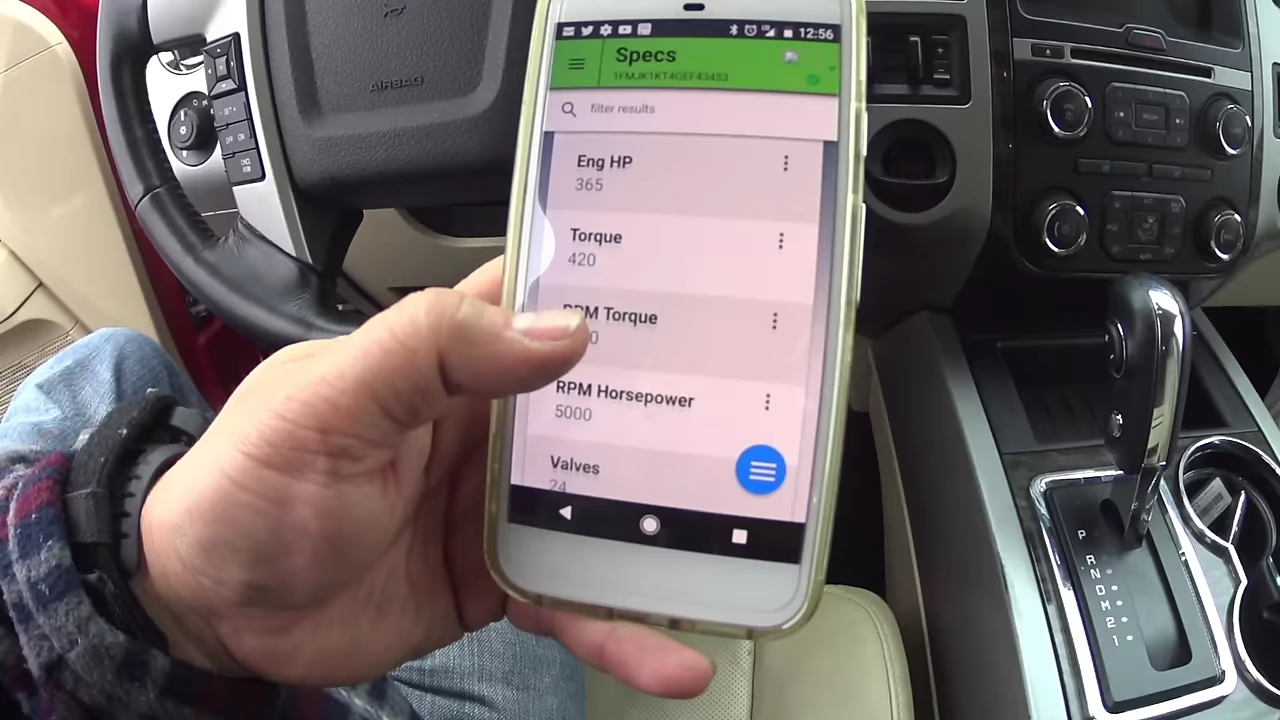 12:56
Specs
1FMJK1KT4GEF43453
filter results
Eng HP
365
Torque
420
RPM Torque
RPM Horsepower
5000
Valves
24
AIRBAG
P
R
N
D
M
2
1